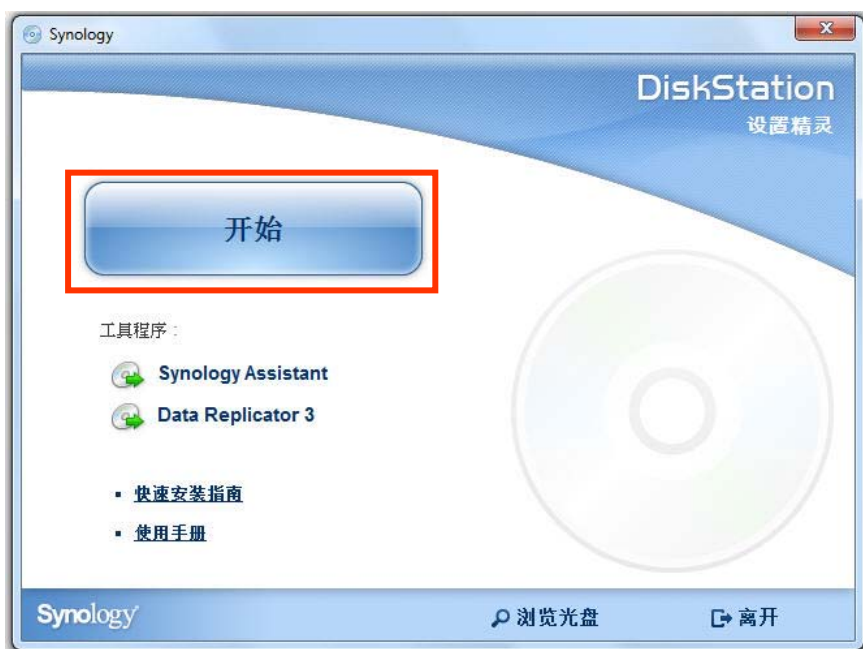 Synology
DiskStation
设置精灵
开始
工具程序：
Synology Assistant
Data Replicator 3
快速安装指南
使用手册
Synology
浏览光盘
离开